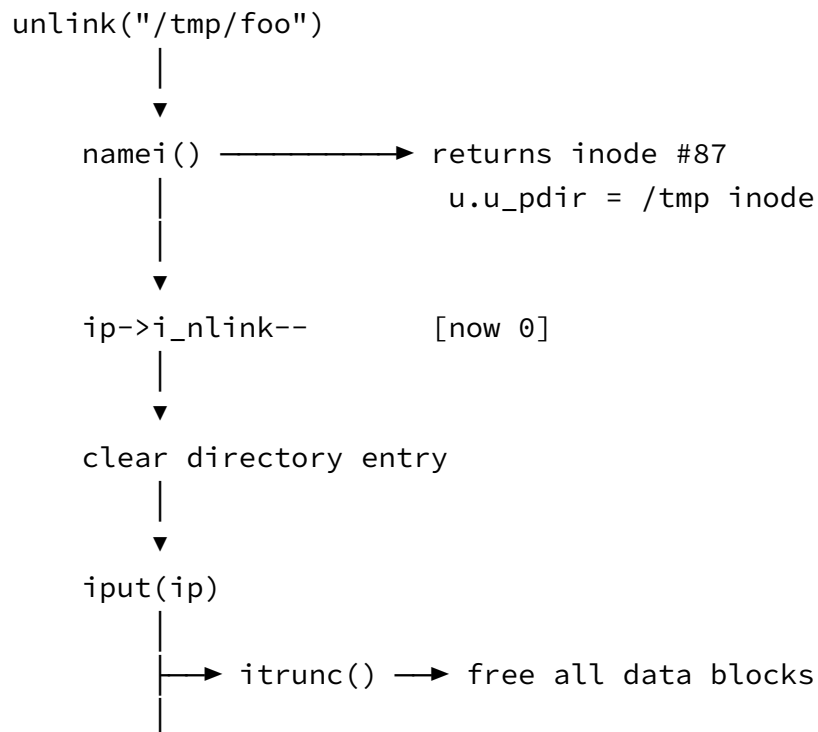 unlink("/tmp/foo")
namei() returns inode #87
u.u_pdir = /tmp inode
ip->i_nlink-- [now 0]
clear directory entry
iput(ip)
itrunc() free all data blocks